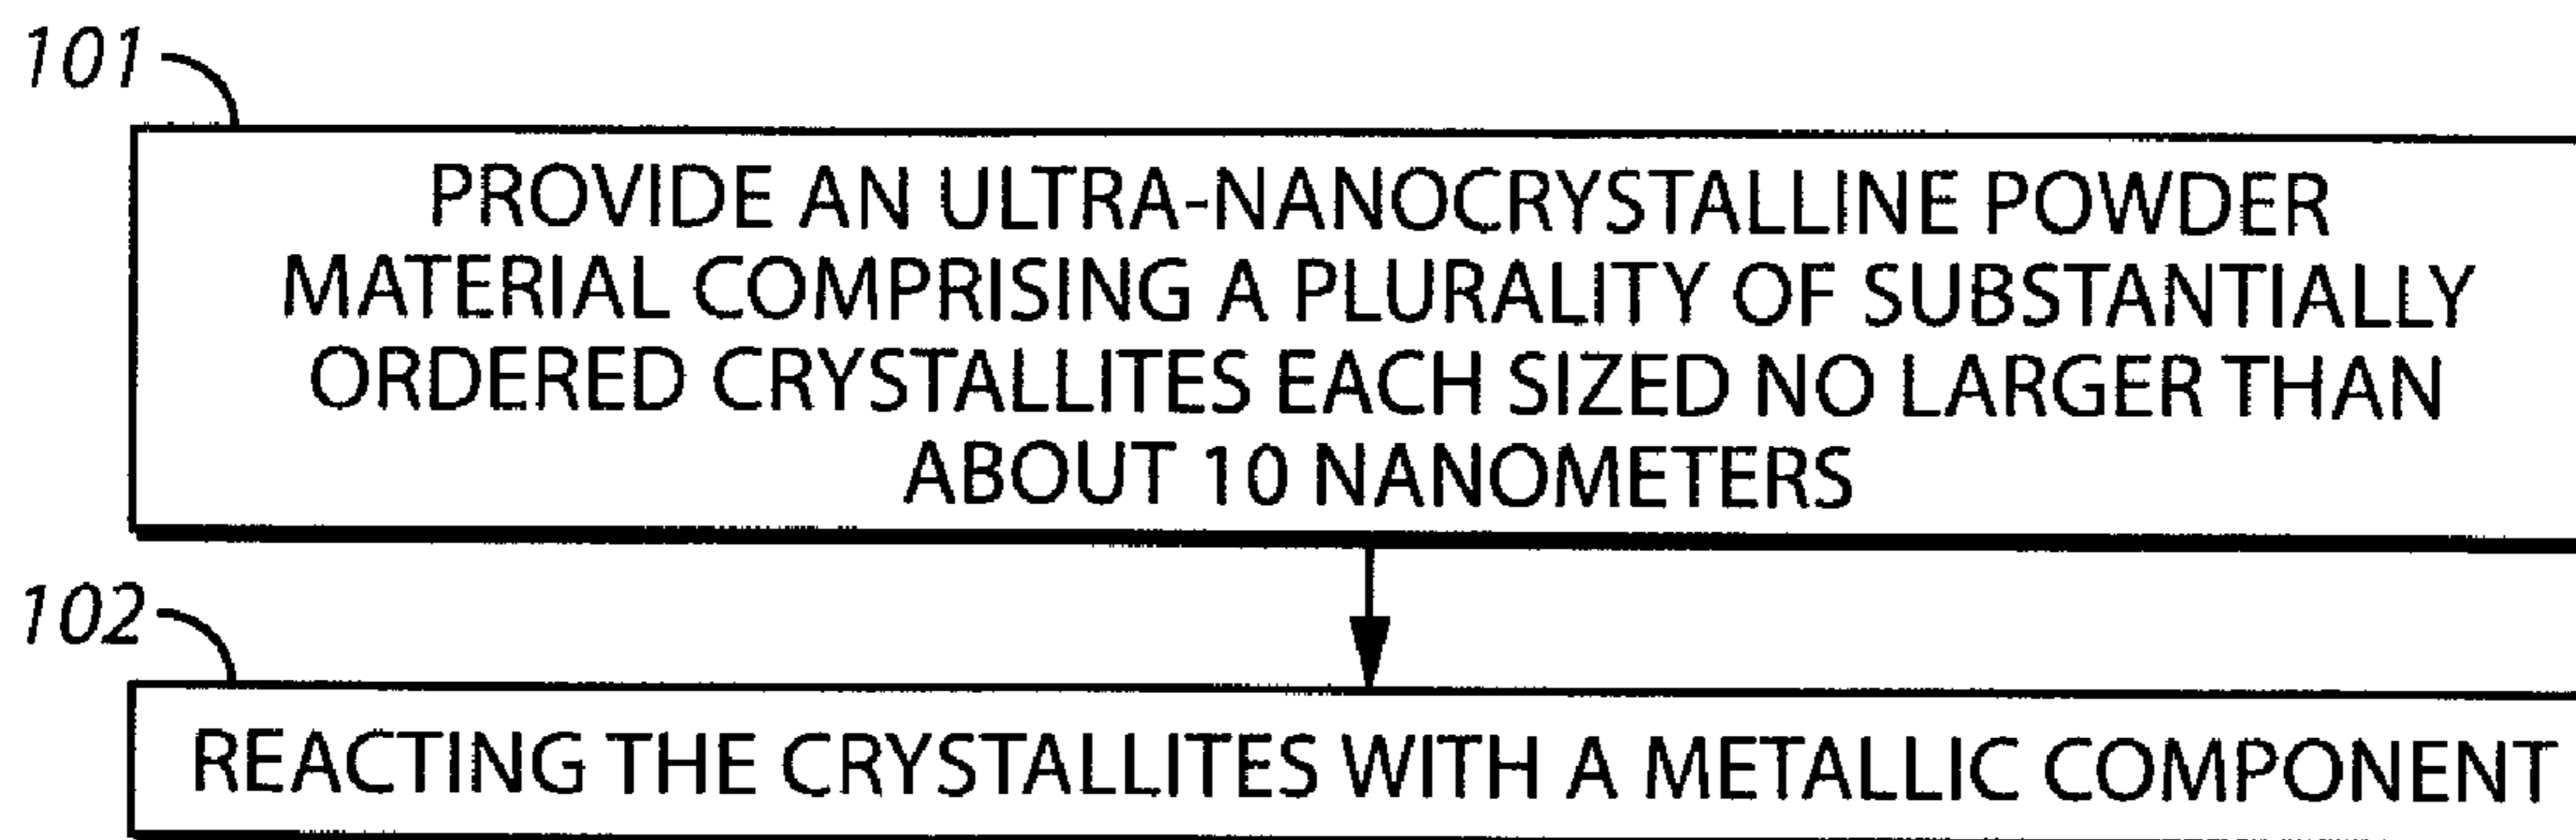 101
PROVIDE AN ULTRA-NANOCRYSTALLINE POWDER
MATERIAL COMPRISING A PLURALITY OF SUBSTANTIALLY
ORDERED CRYSTALLITES EACH SIZED NO LARGER THAN
ABOUT 10 NANOMETERS
102
REACTING THE CRYSTALLITES WITH A METALLIC COMPONENT